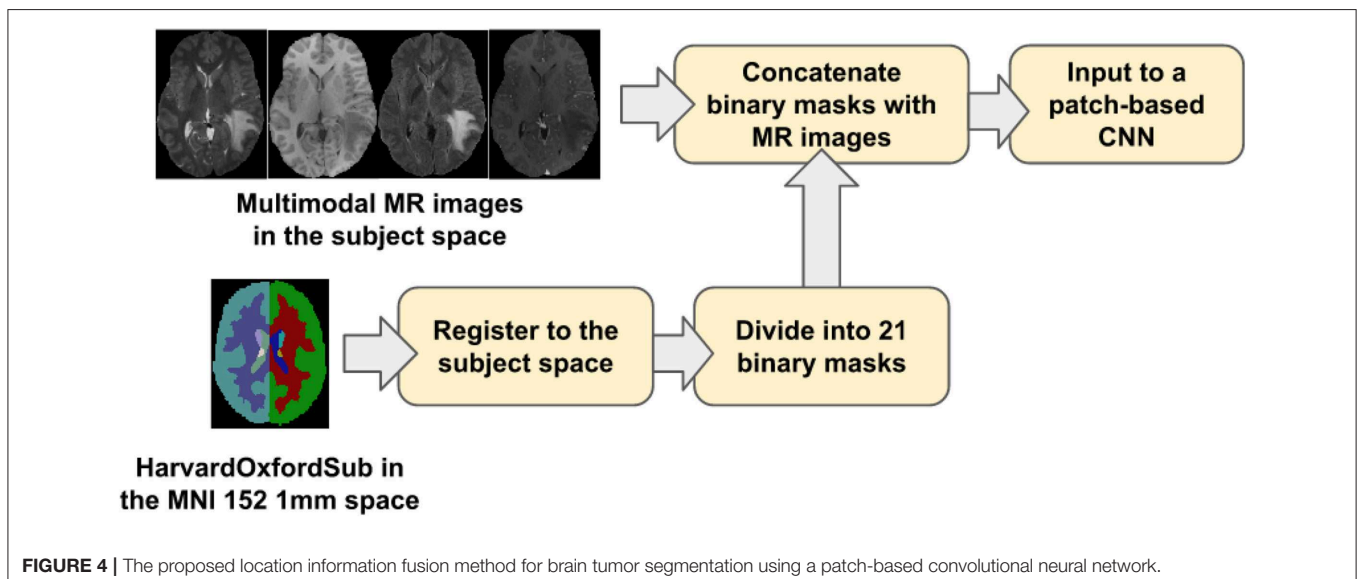 Concatenate
binary masks with
MR images
Input to a
patch-based
CNN
Multimodal MR images
in the subject space
Register to the
subject space
Divide into 21
binary masks
HarvardOxfordSub in
the MNI 152 1mm space
FIGURE 4 | The proposed location information fusion method for brain tumor segmentation using a patch-based convolutional neural network.